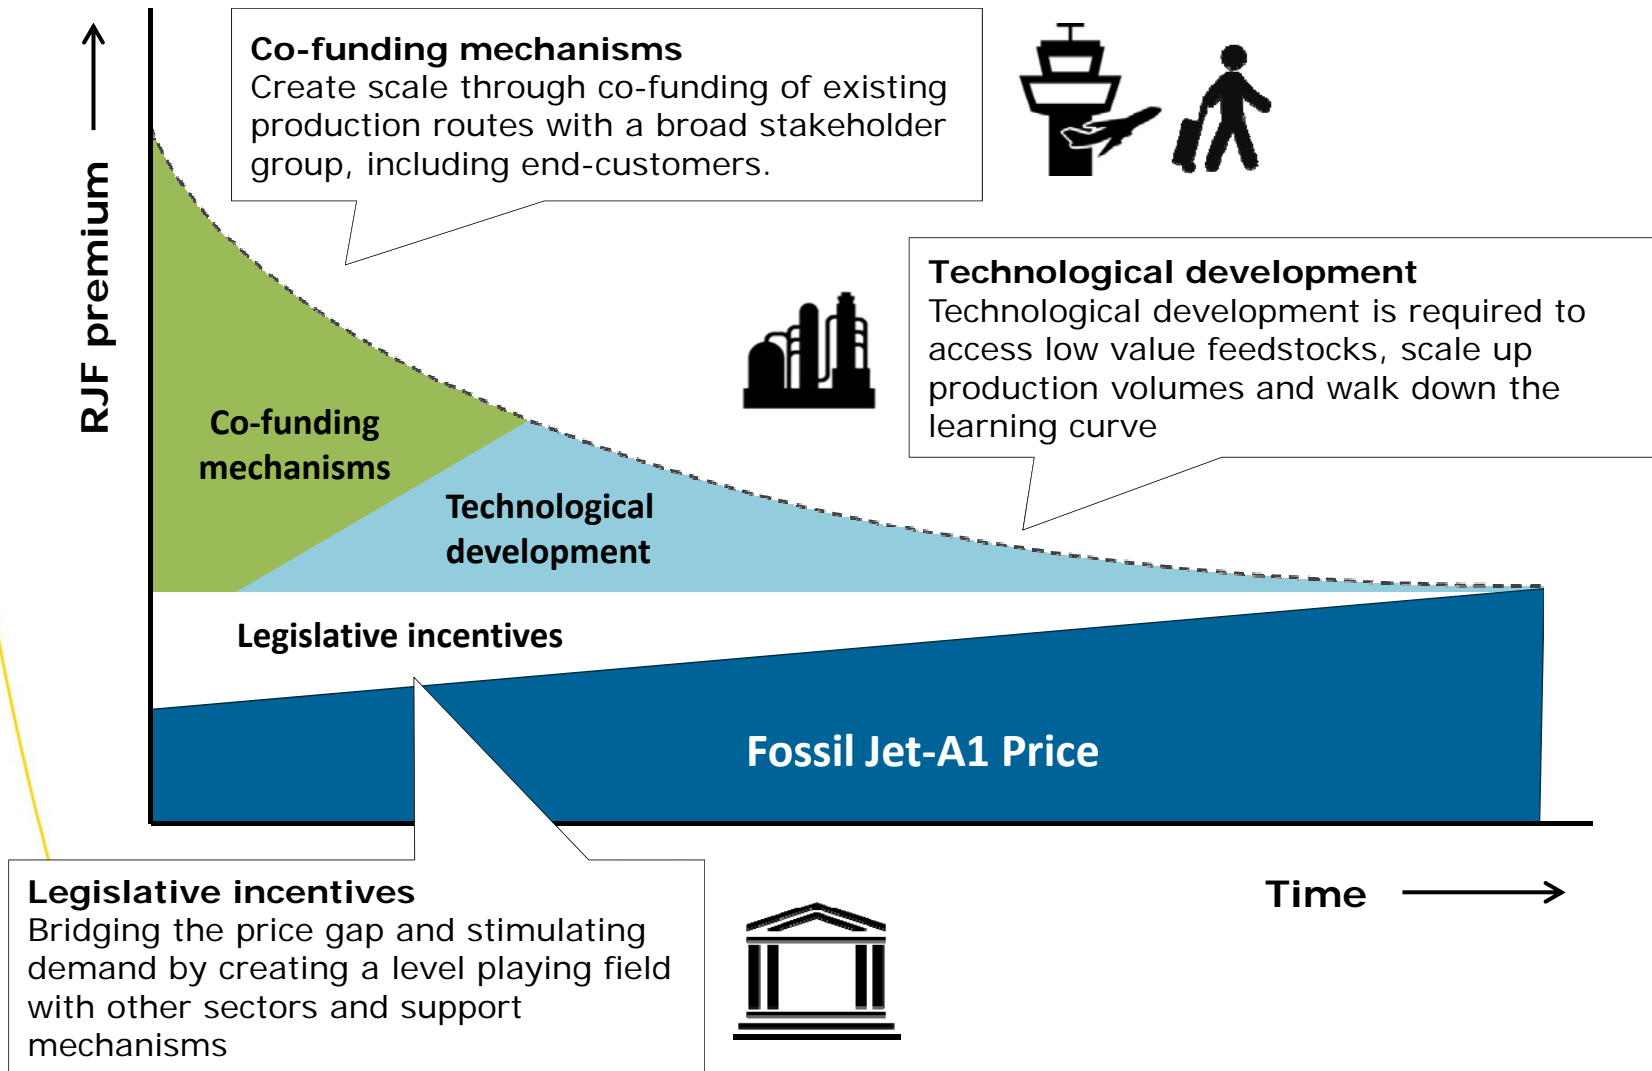 Co-funding mechanisms
Create scale through co-funding of existing
production routes with a broad stakeholder
group, including end-customers.
RJF premium
Technological development
Technological development is required to
access low value feedstocks, scale up
production volumes and walk down the
learning curve
Co-funding
mechanisms
Technological
development
Legislative incentives
Fossil Jet-A1 Price
Time
Legislative incentives
Bridging the price gap and stimulating
demand by creating a level playing field
with other sectors and support
mechanisms